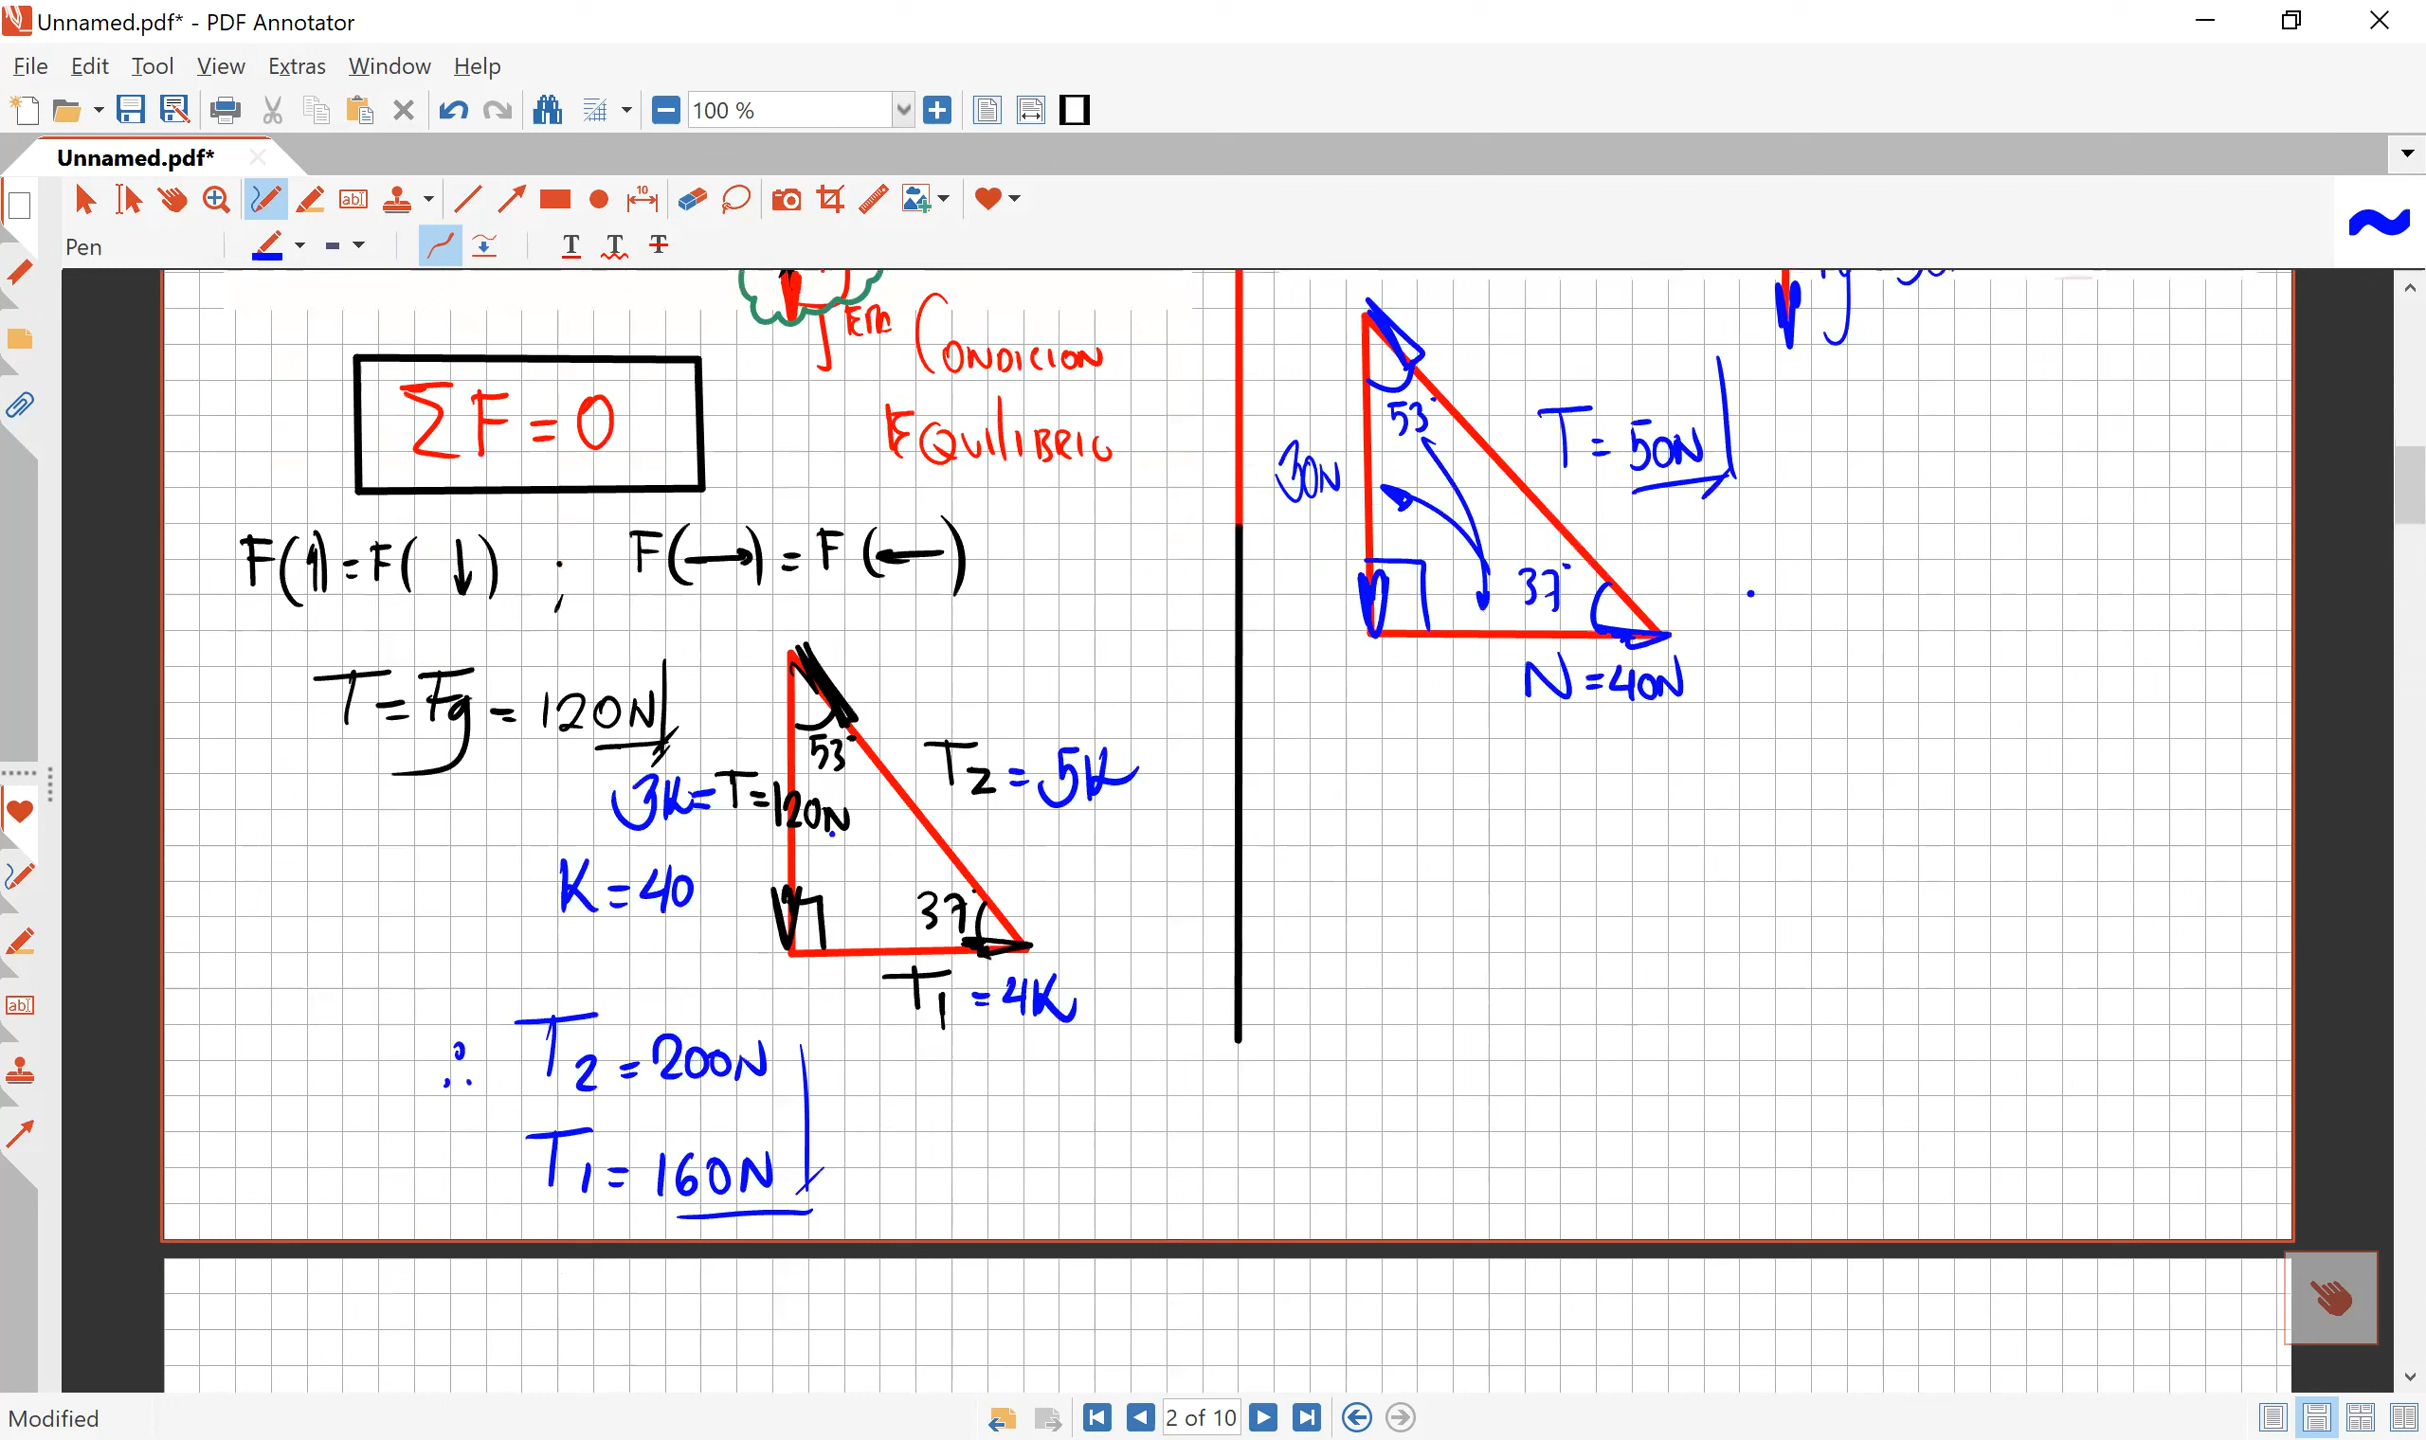 Unnamed.pdf* - PDF Annotator
File Edit Tool View Extras Window Help
100 %
Unnamed.pdf*
Pen
CONDICION
EQUILIBRIO
∑F = 0
F(↑) = F(↓) ; F(→) = F(←)
T = Fg = 120N
53°
T2 = 5K
3K = T = 120N
K = 40
37°
T1 = 4K
∴ T2 = 200N
T1 = 160N
53°
T = 50N
30N
37°
N = 40N
Modified
2 of 10